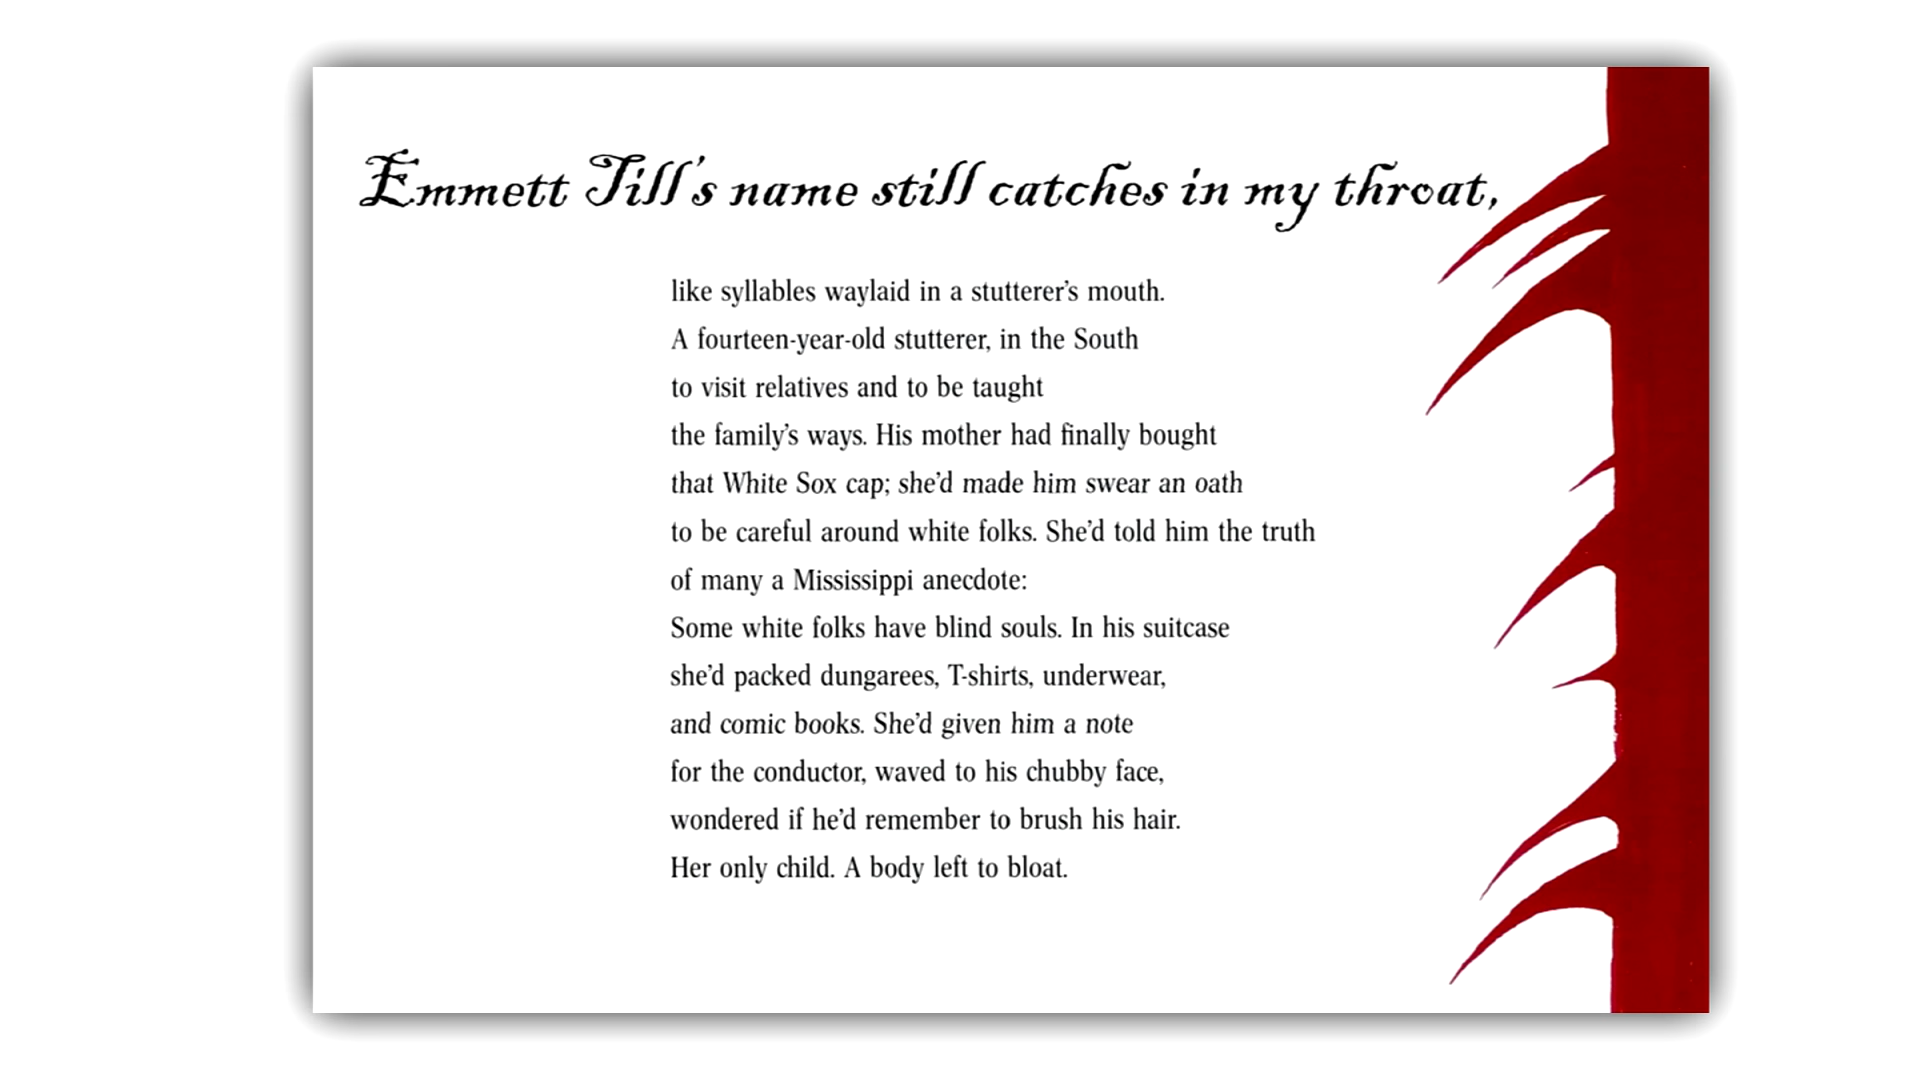 Emmett Till’s name still catches in my throat,
like syllables waylaid in a stutterer’s mouth.
A fourteen-year-old stutterer, in the South
to visit relatives and to be taught
the family’s ways. His mother had finally bought
that White Sox cap; she’d made him swear an oath
to be careful around white folks. She’d told him the truth
of many a Mississippi anecdote:
Some white folks have blind souls. In his suitcase
she’d packed dungarees, T-shirts, underwear,
and comic books. She’d given him a note
for the conductor, waved to his chubby face,
wondered if he’d remember to brush his hair.
Her only child. A body left to bloat.